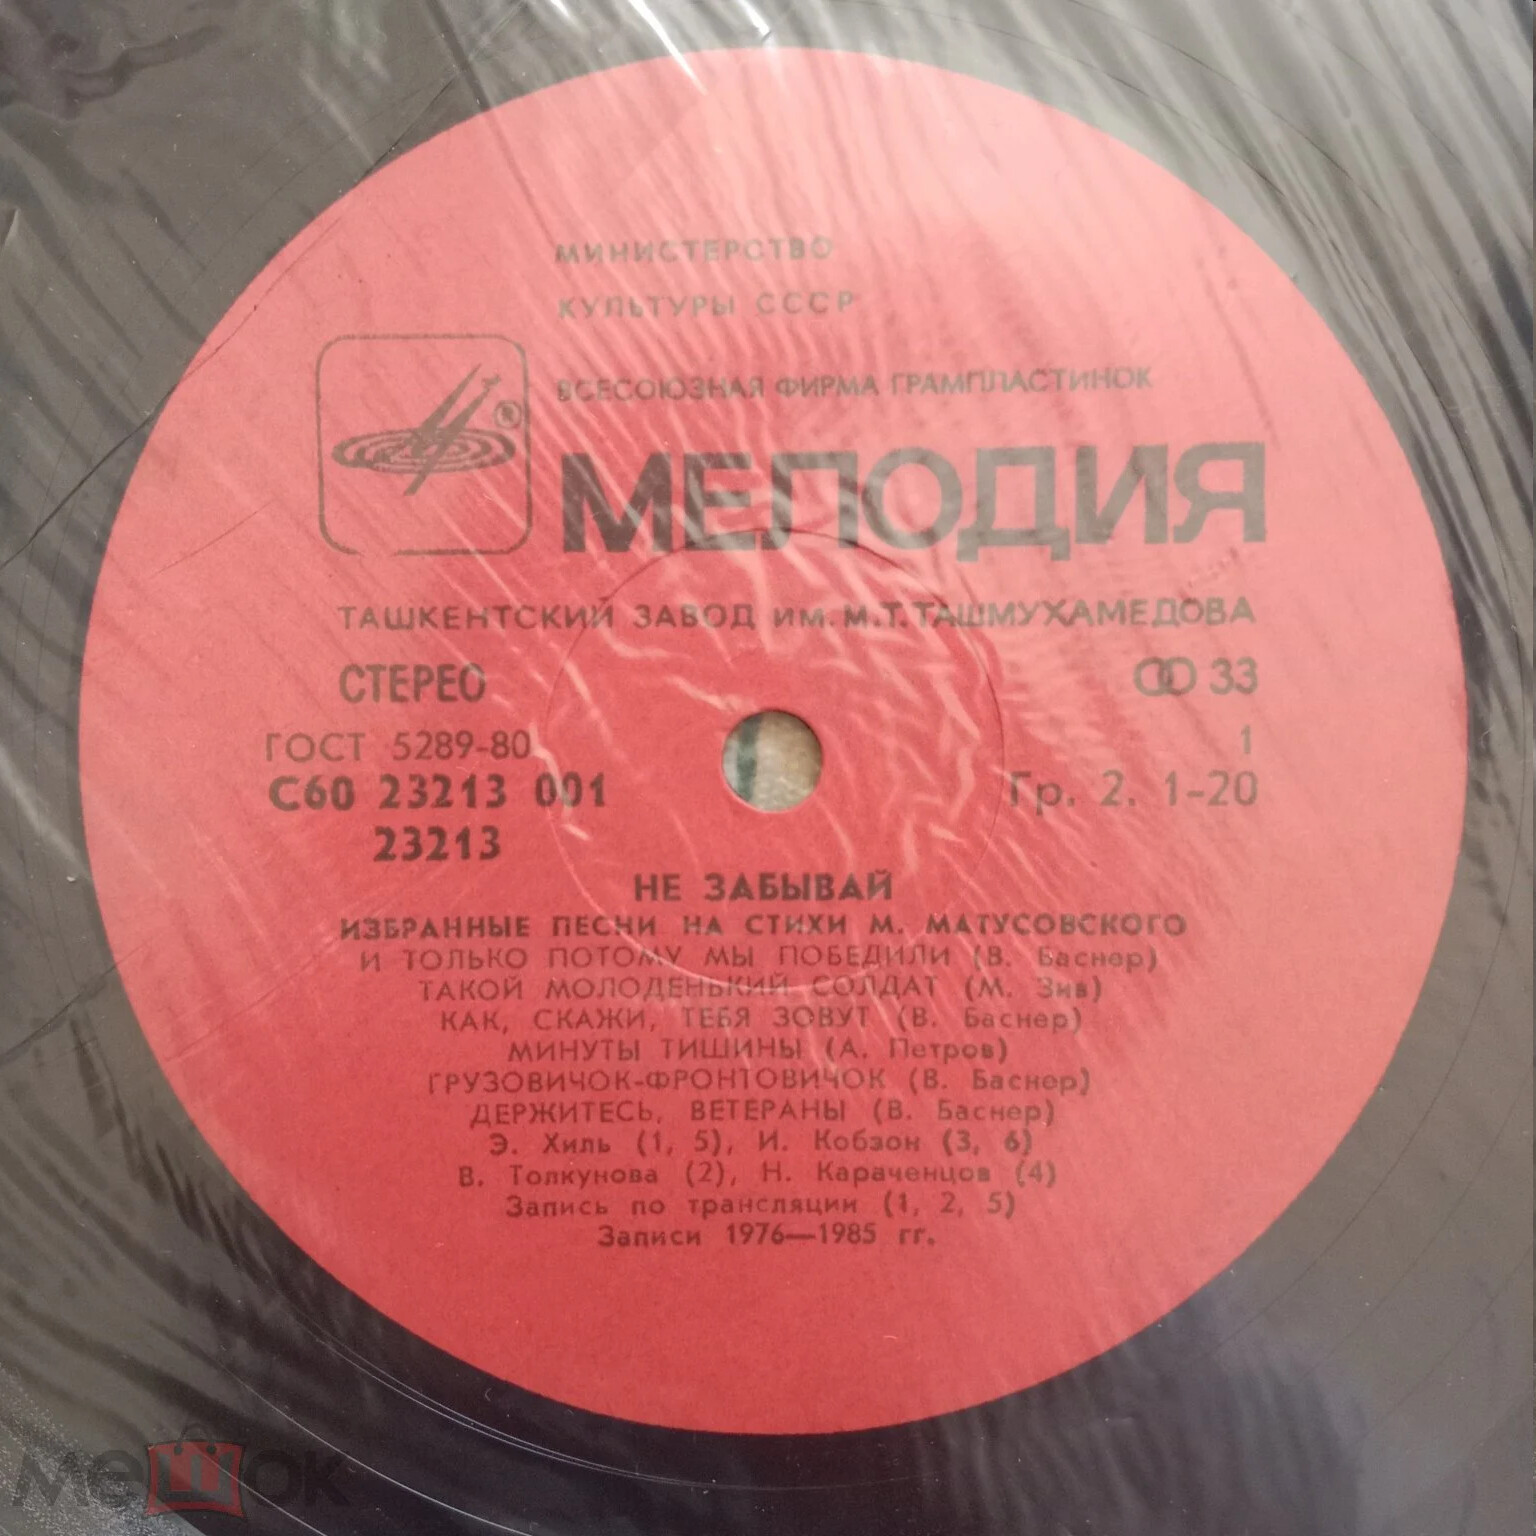 МИНИСТЕРСТВО
КУЛЬТУРЫ СССР
ВСЕСОЮЗНАЯ ФИРМА ГРАМПЛАСТИНОК
®
МЕЛОДИЯ
ТАШКЕНТСКИЙ ЗАВОД ИМ. М.Т. ТАШМУХАМЕДОВА
СТЕРЕО 33
ГОСТ 5289-80 1
С60 23213 001 Гр. 2. 1-20
23213
НЕ ЗАБЫВАЙ
ИЗБРАННЫЕ ПЕСНИ НА СТИХИ М. МАТУСОВСКОГО
И ТОЛЬКО ПОТОМУ МЫ ПОБЕДИЛИ (В. Баснер)
ТАКОЙ МОЛОДЕНЬКИЙ СОЛДАТ (М. Зив)
КАК, СКАЖИ, ТЕБЯ ЗОВУТ (В. Баснер)
МИНУТЫ ТИШИНЫ (А. Петров)
ГРУЗОВИЧОК-ФРОНТОВИЧОК (В. Баснер)
ДЕРЖИТЕСЬ, ВЕТЕРАНЫ (В. Баснер)
Э. Хиль (1, 5), И. Кобзон (3, 6)
В. Толкунова (2), Н. Караченцов (4)
Запись по трансляции (1, 2, 5)
Записи 1976—1985 гг.
мешок